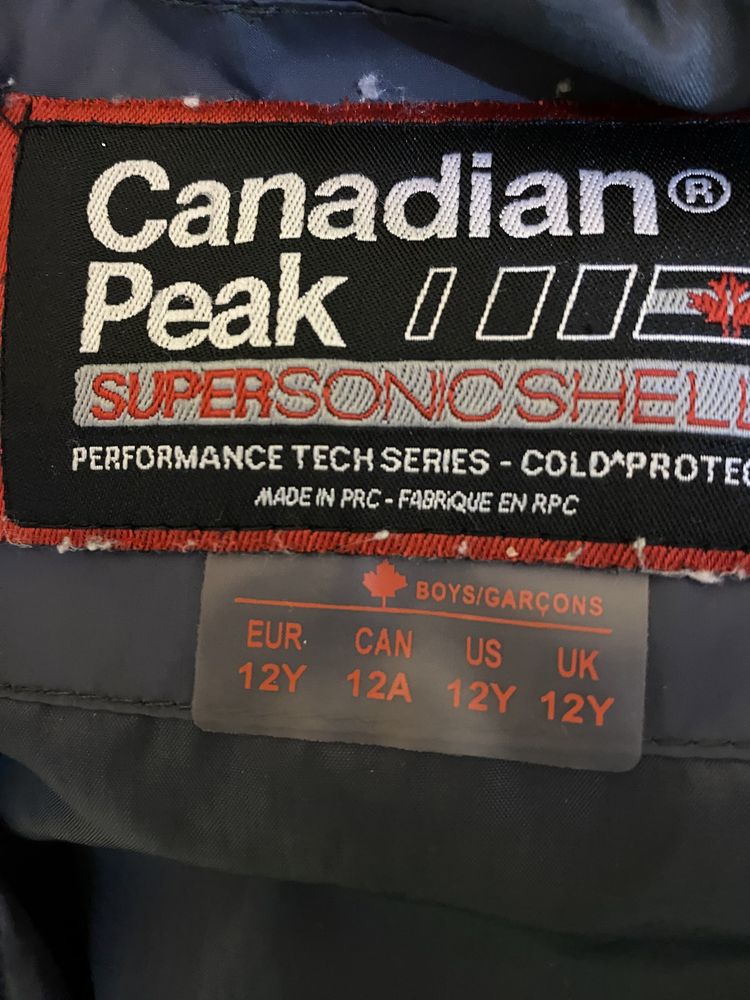 Canadian®
Peak
SUPERSONICSHELL
PERFORMANCE TECH SERIES - COLD^PROTEC
MADE IN PRC - FABRIQUE EN RPC
BOYS/GARÇONS
EUR CAN US UK
12Y 12A 12Y 12Y